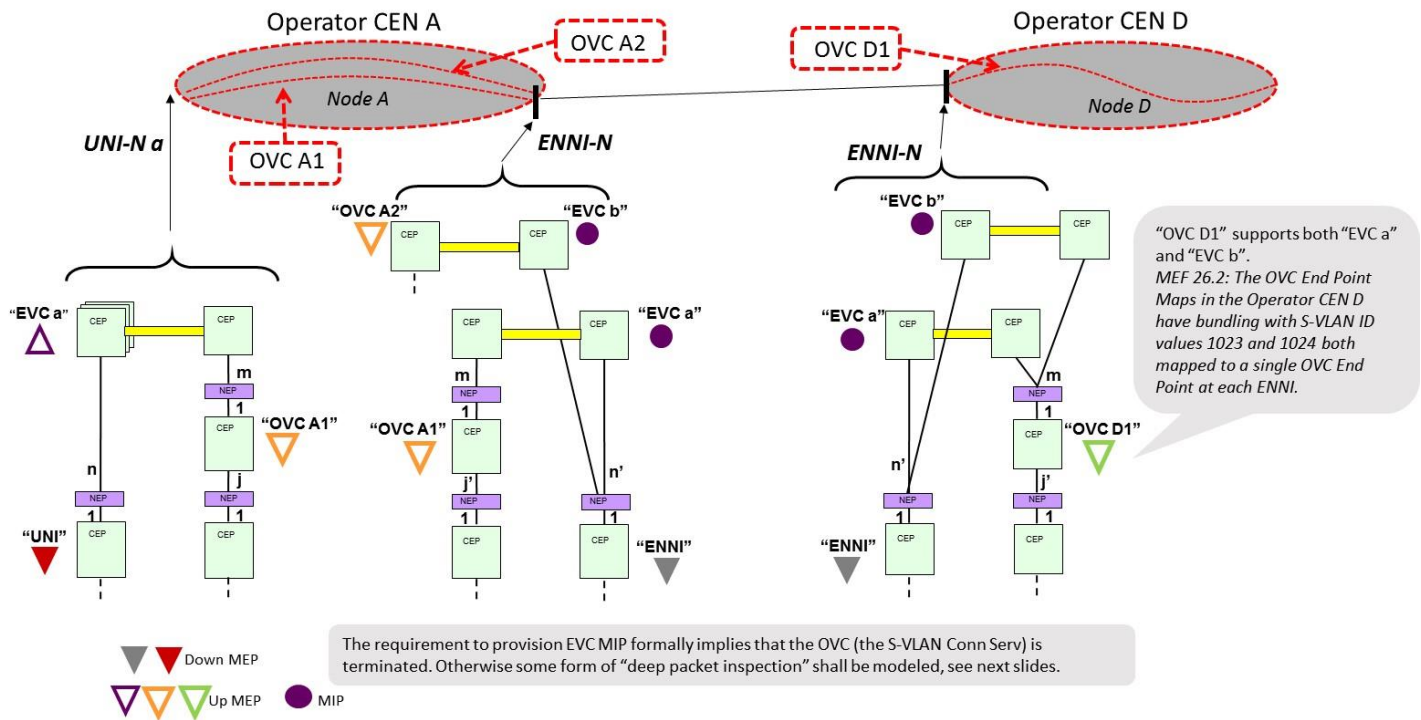 Operator CEN A
Operator CEN D
OVC A2
OVC D1
Node A
Node D
UNI-N a
OVC A1
ENNI-N
ENNI-N
“OVC A2”
“EVC b”
“EVC b”
CEP
CEP
CEP
CEP
“OVC D1” supports both “EVC a”
and “EVC b”.
MEF 26.2: The OVC End Point
Maps in the Operator CEN D
have bundling with S-VLAN ID
values 1023 and 1024 both
mapped to a single OVC End
Point at each ENNI.
“EVC a”
CEP
CEP
CEP
CEP
“EVC a”
“EVC a”
CEP
CEP
m
m
m
NEP
NEP
NEP
1
1
1
“OVC A1”
CEP
“OVC A1”
CEP
CEP
“OVC D1”
n
j
j’
n’
n’
j’
NEP
NEP
NEP
NEP
NEP
NEP
1
1
1
1
1
1
“UNI”
CEP
CEP
CEP
CEP
“ENNI”
“ENNI”
CEP
CEP
The requirement to provision EVC MIP formally implies that the OVC (the S-VLAN Conn Serv) is
terminated. Otherwise some form of “deep packet inspection” shall be modeled, see next slides.
Down MEP
Up MEP
MIP